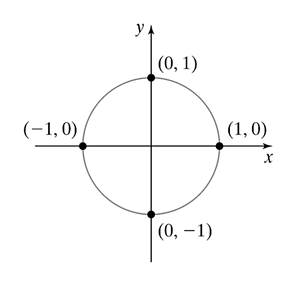 y
(0, 1)
(−1, 0)
(1, 0)
x
(0, −1)